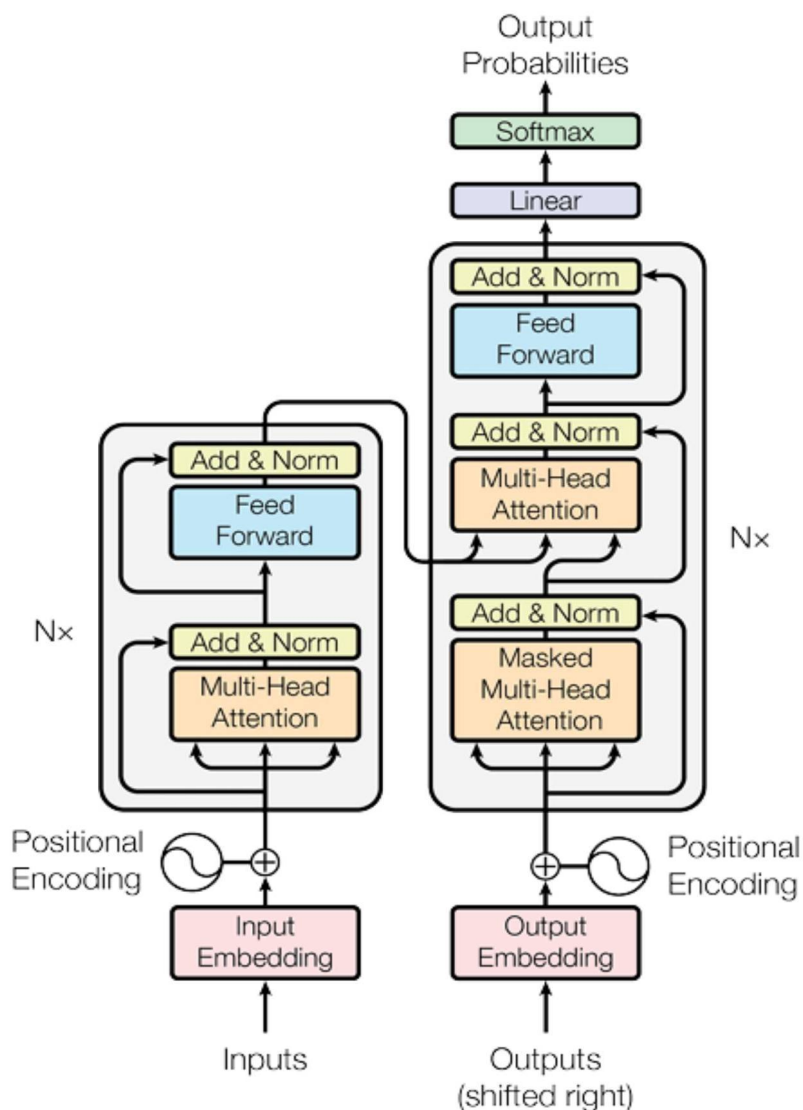 Output
Probabilities
Softmax
Linear
Add & Norm
Feed
Forward
Add & Norm
Multi-Head
Attention
Nx
Add & Norm
Masked
Multi-Head
Attention
Add & Norm
Feed
Forward
Nx
Add & Norm
Multi-Head
Attention
Positional
Encoding
Positional
Encoding
Input
Embedding
Output
Embedding
Inputs
Outputs
(shifted right)